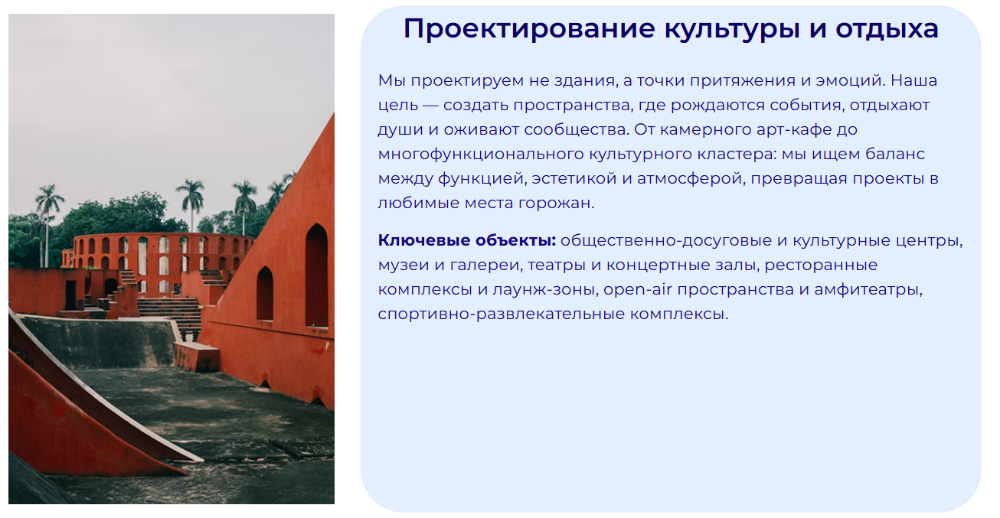 Проектирование культуры и отдыха
Мы проектируем не здания, а точки притяжения и эмоций. Наша
цель — создать пространства, где рождаются события, отдыхают
души и оживают сообщества. От камерного арт-кафе до
многофункционального культурного кластера: мы ищем баланс
между функцией, эстетикой и атмосферой, превращая проекты в
любимые места горожан.
Ключевые объекты: общественно-досуговые и культурные центры,
музеи и галереи, театры и концертные залы, ресторанные
комплексы и лаунж-зоны, open-air пространства и амфитеатры,
спортивно-развлекательные комплексы.